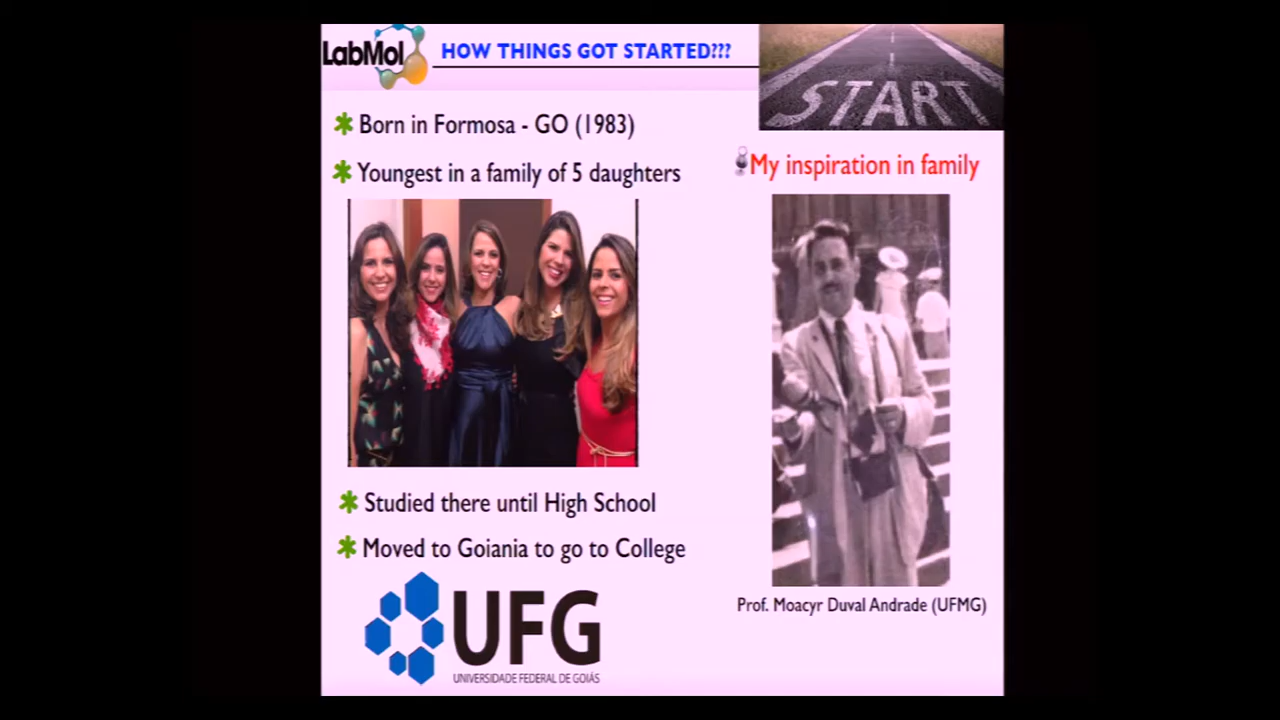 LabMol
HOW THINGS GOT STARTED???
START
Born in Formosa - GO (1983)
Youngest in a family of 5 daughters
My inspiration in family
Studied there until High School
Moved to Goiania to go to College
Prof. Moacyr Duval Andrade (UFMG)
UFG
UNIVERSIDADE FEDERAL DE GOIÁS